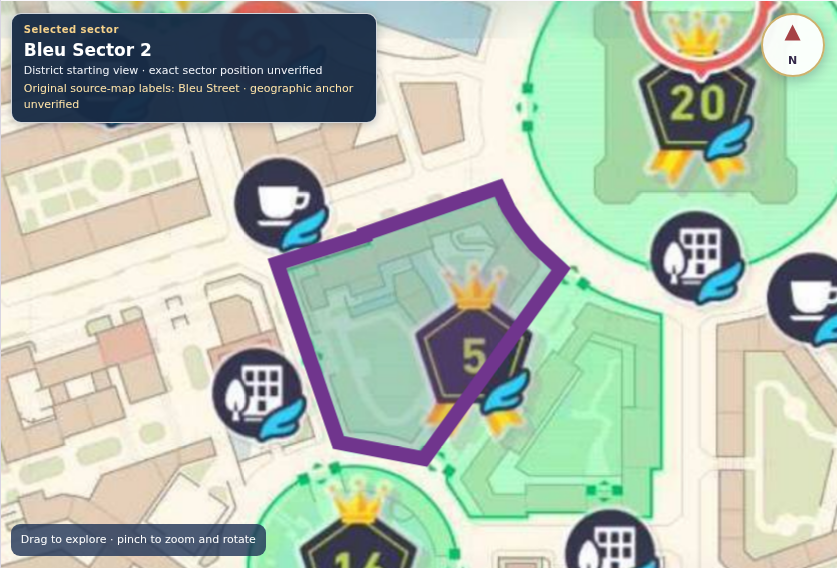 Selected sector
Bleu Sector 2
District starting view · exact sector position unverified
Original source-map labels: Bleu Street · geographic anchor
unverified
N
20
5
16
Drag to explore · pinch to zoom and rotate